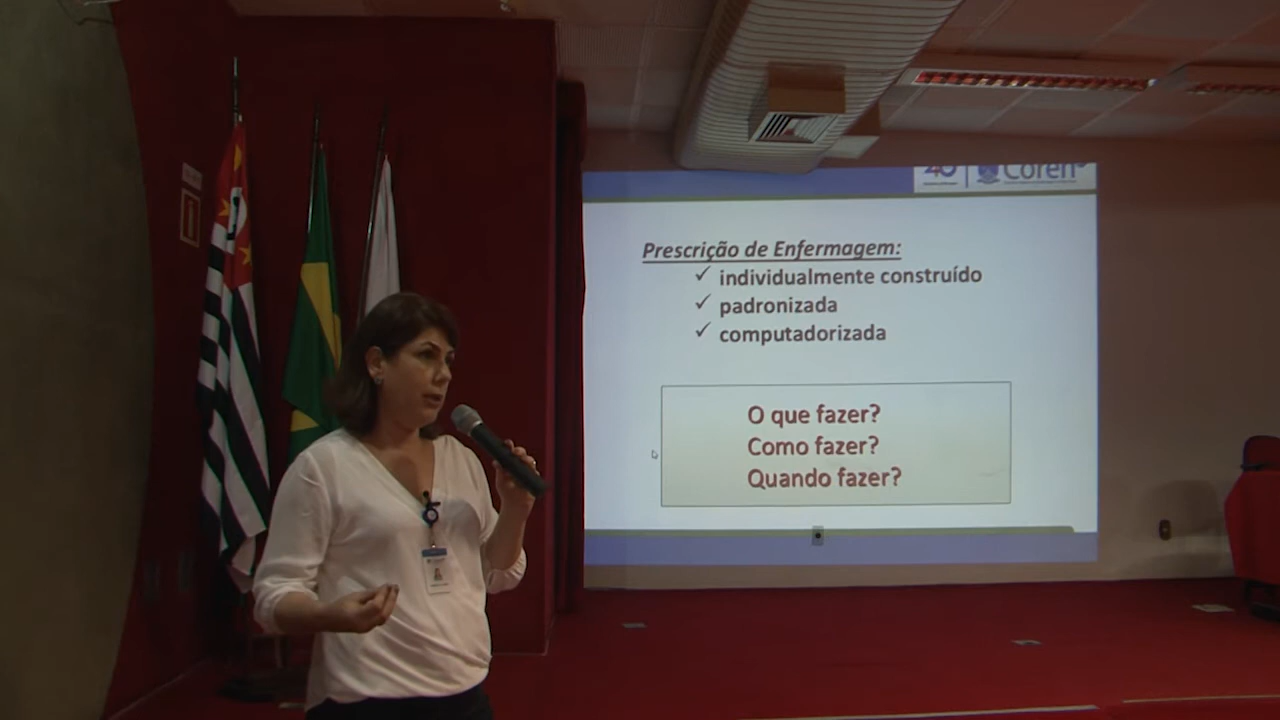 Coren
Prescrição de Enfermagem:
✓ individualmente construído
✓ padronizada
✓ computadorizada
O que fazer?
Como fazer?
Quando fazer?